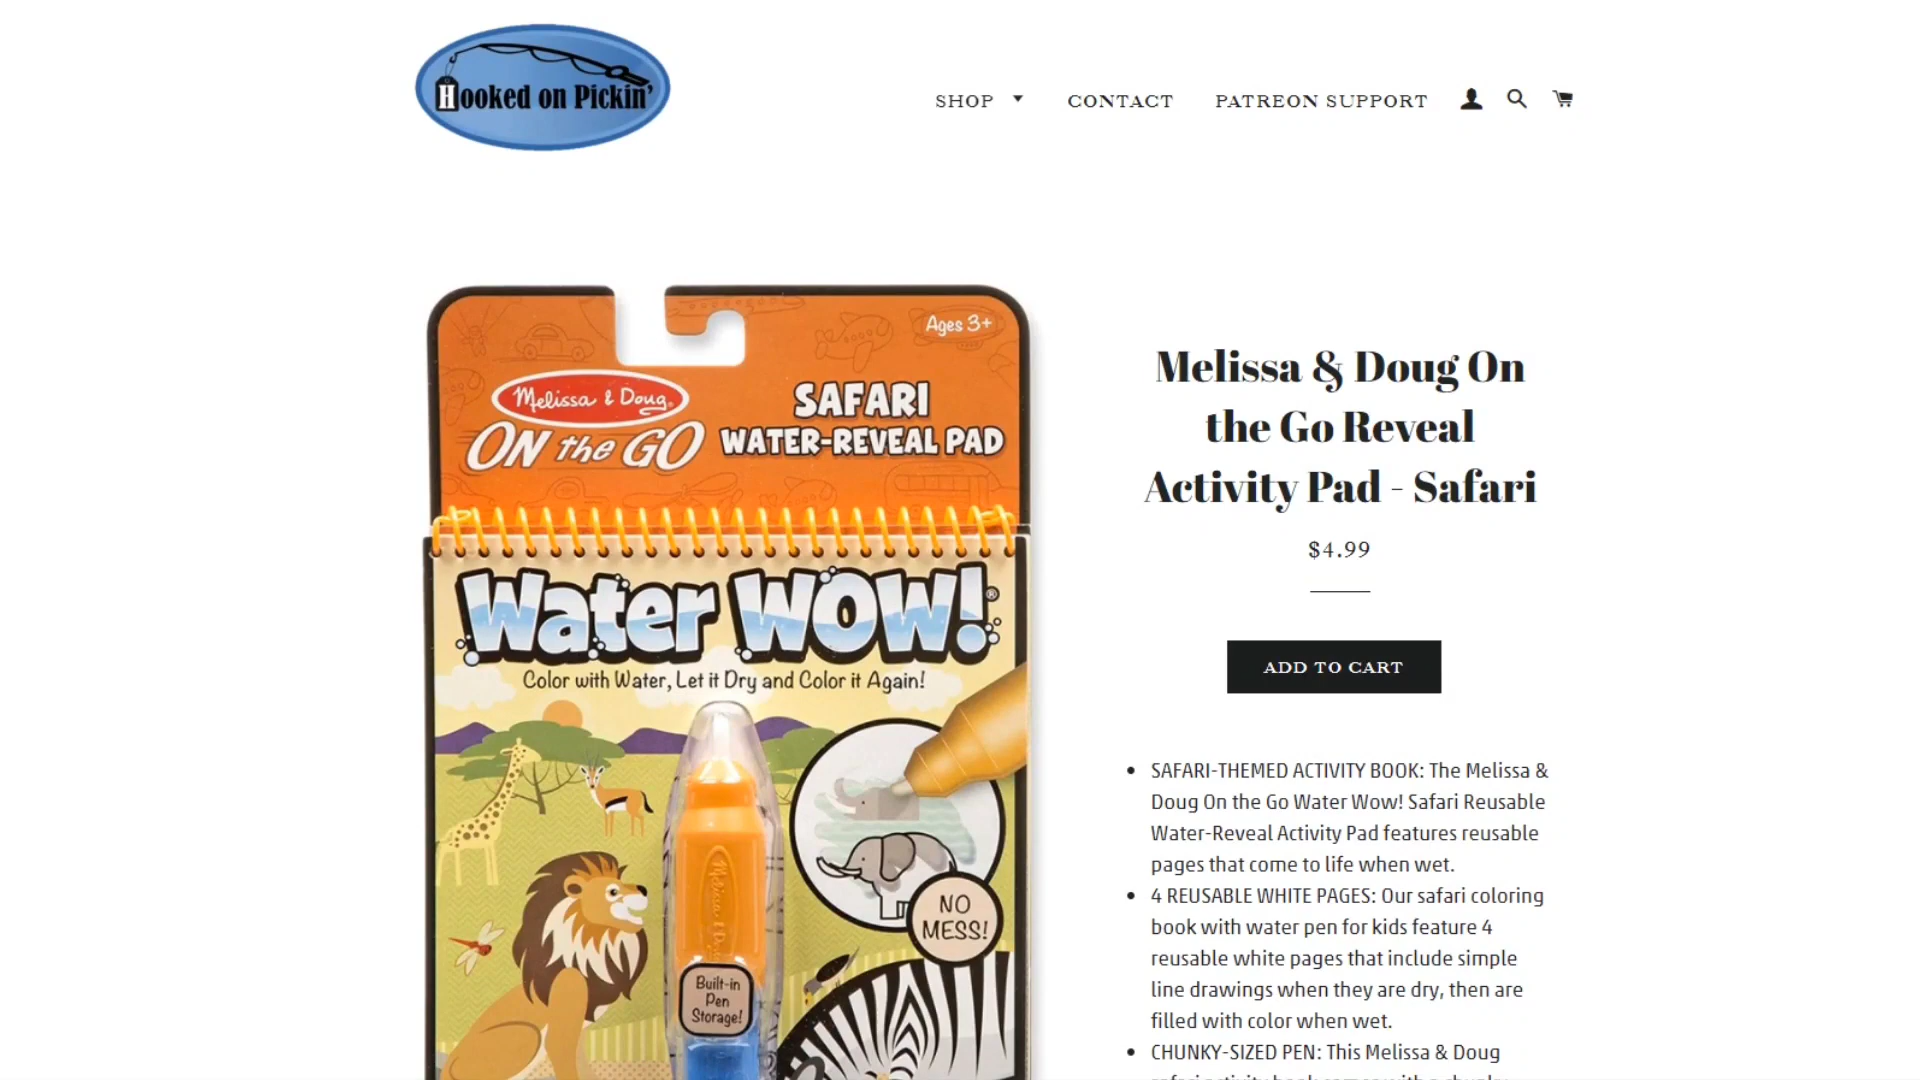 Hooked on Pickin'
SHOP
CONTACT
PATREON SUPPORT
Ages 3+
Melissa & Doug®
ON the GO
SAFARI
WATER-REVEAL PAD
Water WOW!®
Color with Water, Let it Dry and Color it Again!
NO
MESS!
Melissa & Doug
Built-in
Pen
Storage!
Melissa & Doug On
the Go Reveal
Activity Pad - Safari
$4.99
ADD TO CART
SAFARI-THEMED ACTIVITY BOOK: The Melissa &
Doug On the Go Water Wow! Safari Reusable
Water-Reveal Activity Pad features reusable
pages that come to life when wet.
4 REUSABLE WHITE PAGES: Our safari coloring
book with water pen for kids feature 4
reusable white pages that include simple
line drawings when they are dry, then are
filled with color when wet.
CHUNKY-SIZED PEN: This Melissa & Doug